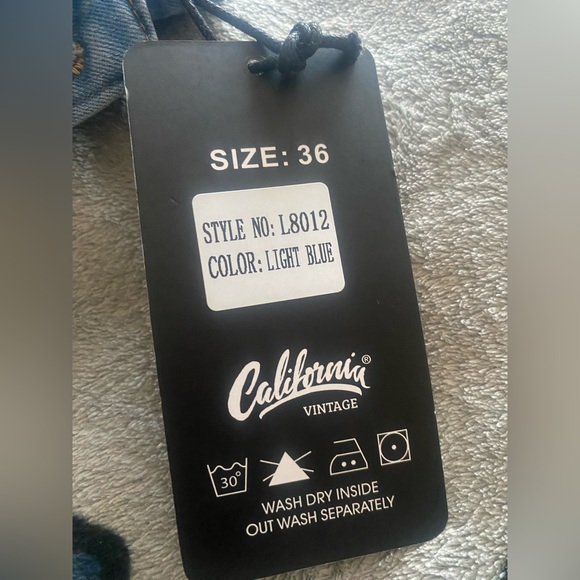 SIZE: 36
STYLE NO: L8012
COLOR: LIGHT BLUE
California®
VINTAGE
30°
WASH DRY INSIDE
OUT WASH SEPARATELY